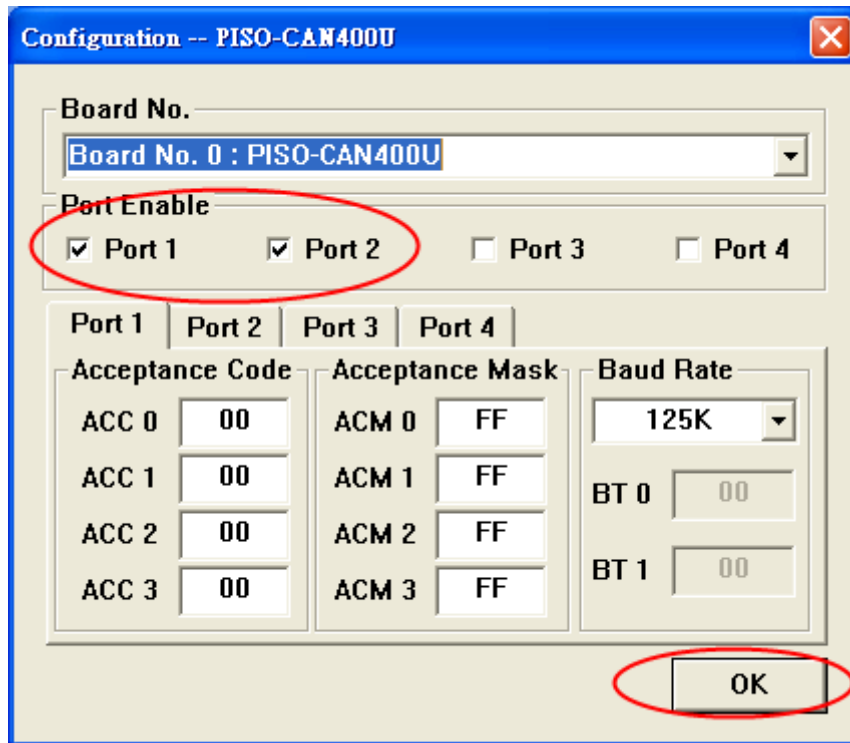 Configuration -- PISO-CAN400U
Board No.
Board No. 0 : PISO-CAN400U
Port Enable
Port 1 Port 2 Port 3 Port 4
Port 1 Port 2 Port 3 Port 4
Acceptance Code Acceptance Mask Baud Rate
ACC 0 00 ACM 0 FF 125K
ACC 1 00 ACM 1 FF BT 0 00
ACC 2 00 ACM 2 FF BT 1 00
ACC 3 00 ACM 3 FF
OK